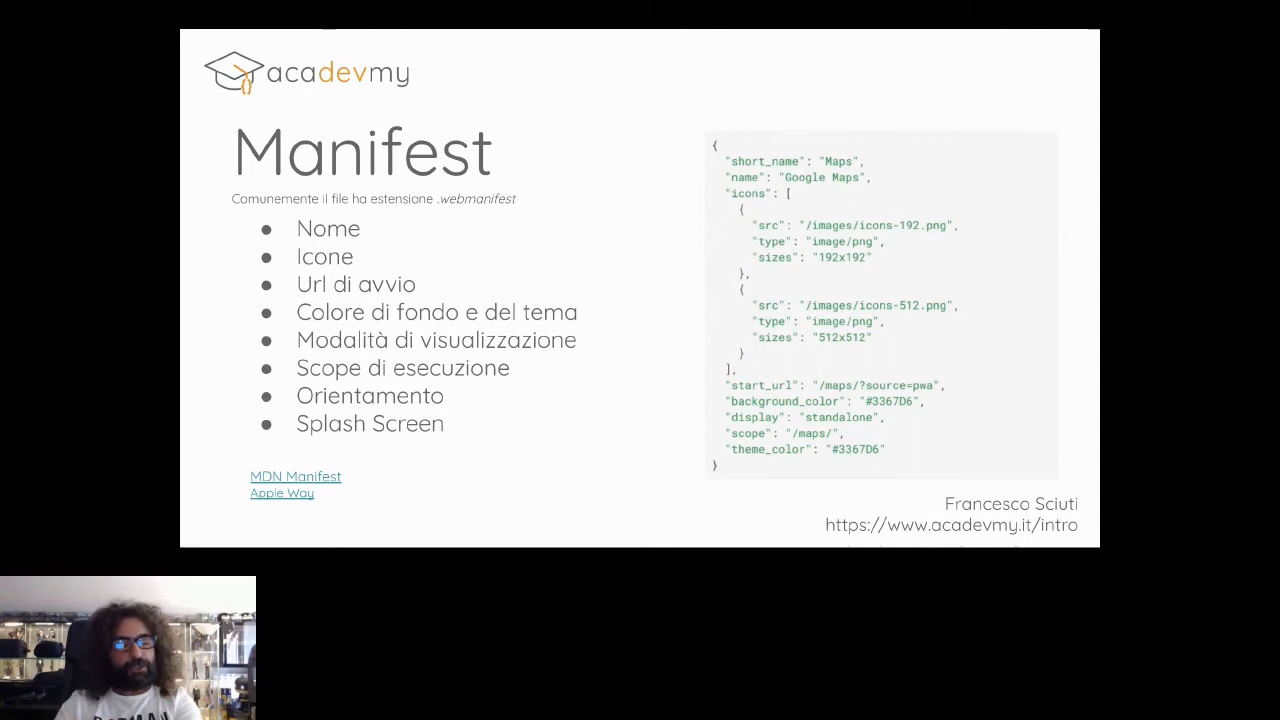 acadevmy
Manifest
Comunemente il file ha estensione .webmanifest
● Nome
● Icone
● Url di avvio
● Colore di fondo e del tema
● Modalità di visualizzazione
● Scope di esecuzione
● Orientamento
● Splash Screen
MDN Manifest
Apple Way
{
"short_name": "Maps",
"name": "Google Maps",
"icons": [
{
"src": "/images/icons-192.png",
"type": "image/png",
"sizes": "192x192"
},
{
"src": "/images/icons-512.png",
"type": "image/png",
"sizes": "512x512"
}
],
"start_url": "/maps/?source=pwa",
"background_color": "#3367D6",
"display": "standalone",
"scope": "/maps/",
"theme_color": "#3367D6"
}
Francesco Sciuti
https://www.acadevmy.it/intro